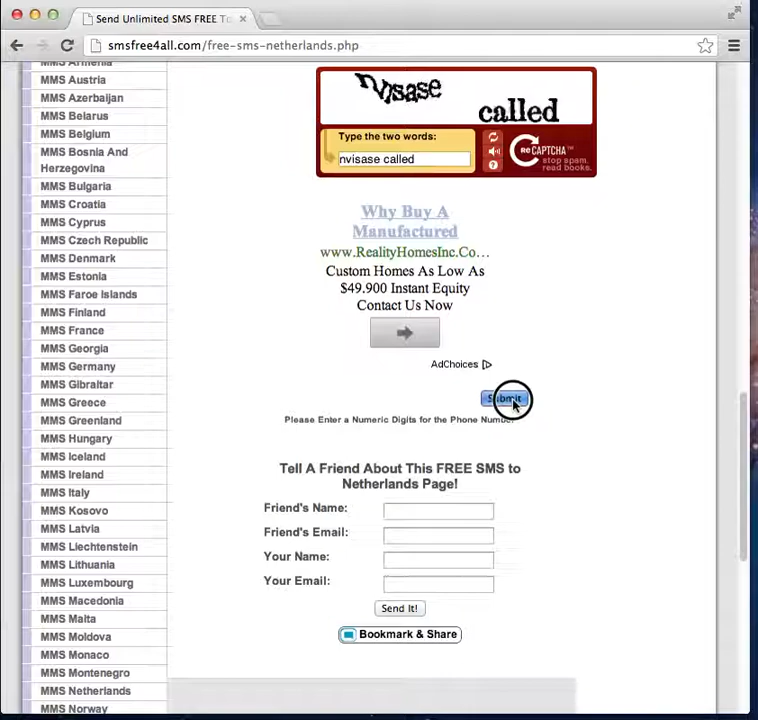 Send Unlimited SMS FREE To
smsfree4all.com/free-sms-netherlands.php
MMS Armenia
MMS Austria
MMS Azerbaijan
MMS Belarus
MMS Belgium
MMS Bosnia And
Herzegovina
MMS Bulgaria
MMS Croatia
MMS Cyprus
MMS Czech Republic
MMS Denmark
MMS Estonia
MMS Faroe Islands
MMS Finland
MMS France
MMS Georgia
MMS Germany
MMS Gibraltar
MMS Greece
MMS Greenland
MMS Hungary
MMS Iceland
MMS Ireland
MMS Italy
MMS Kosovo
MMS Latvia
MMS Liechtenstein
MMS Lithuania
MMS Luxembourg
MMS Macedonia
MMS Malta
MMS Moldova
MMS Monaco
MMS Montenegro
MMS Netherlands
MMS Norway
nvisase called
Type the two words:
nvisase called
reCAPTCHA™
stop spam.
read books.
Why Buy A
Manufactured
www.RealityHomesInc.Co...
Custom Homes As Low As
$49,900 Instant Equity
Contact Us Now
AdChoices
Submit
Please Enter a Numeric Digits for the Phone Number
Tell A Friend About This FREE SMS to
Netherlands Page!
Friend's Name:
Friend's Email:
Your Name:
Your Email:
Send It!
Bookmark & Share